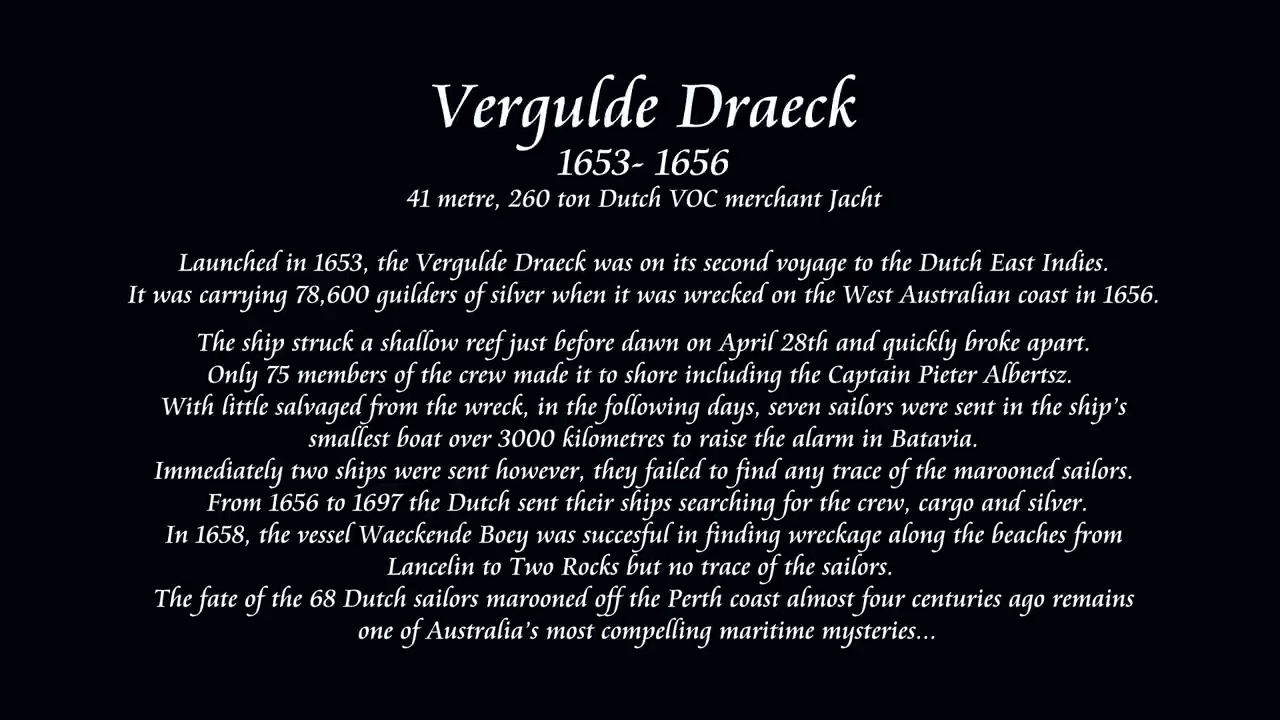 Vergulde Draeck
1653- 1656
41 metre, 260 ton Dutch VOC merchant Jacht
Launched in 1653, the Vergulde Draeck was on its second voyage to the Dutch East Indies.
It was carrying 78,600 guilders of silver when it was wrecked on the West Australian coast in 1656.
The ship struck a shallow reef just before dawn on April 28th and quickly broke apart.
Only 75 members of the crew made it to shore including the Captain Pieter Albertsz.
With little salvaged from the wreck, in the following days, seven sailors were sent in the ship's
smallest boat over 3000 kilometres to raise the alarm in Batavia.
Immediately two ships were sent however, they failed to find any trace of the marooned sailors.
From 1656 to 1697 the Dutch sent their ships searching for the crew, cargo and silver.
In 1658, the vessel Waeckende Boey was succesful in finding wreckage along the beaches from
Lancelin to Two Rocks but no trace of the sailors.
The fate of the 68 Dutch sailors marooned off the Perth coast almost four centuries ago remains
one of Australia's most compelling maritime mysteries...